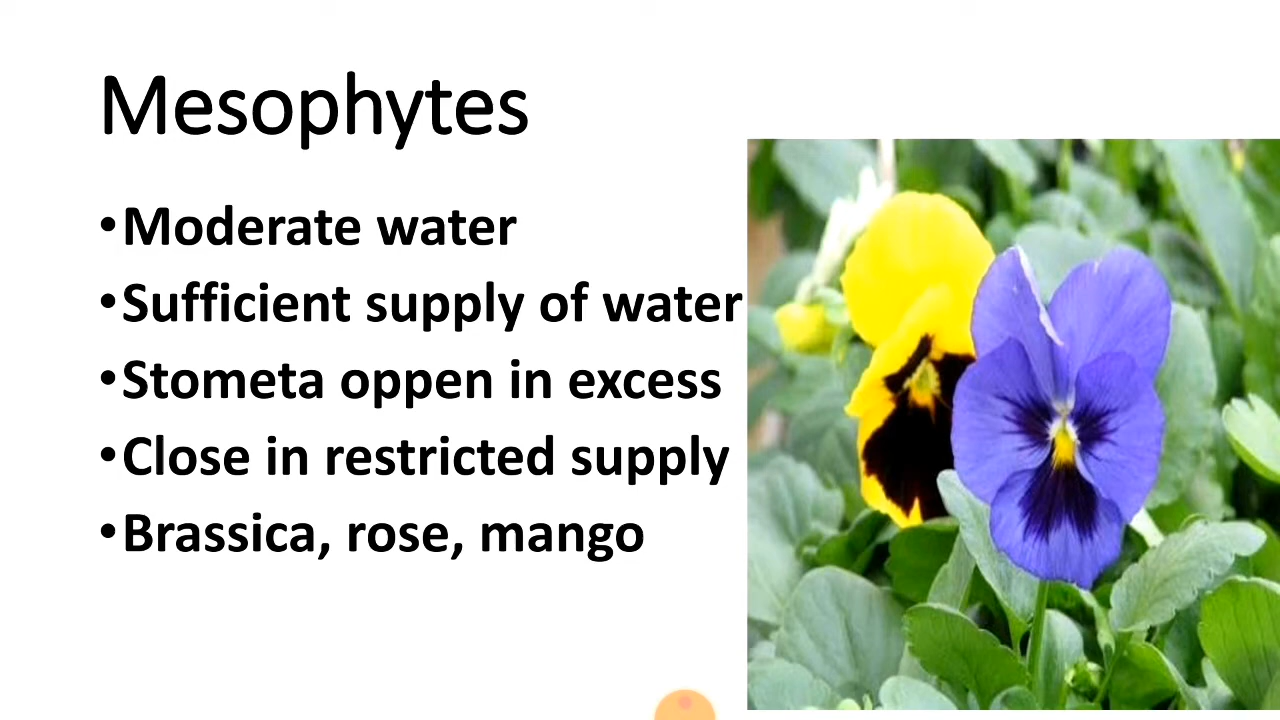 Mesophytes
•Moderate water
•Sufficient supply of water
•Stometa oppen in excess
•Close in restricted supply
•Brassica, rose, mango